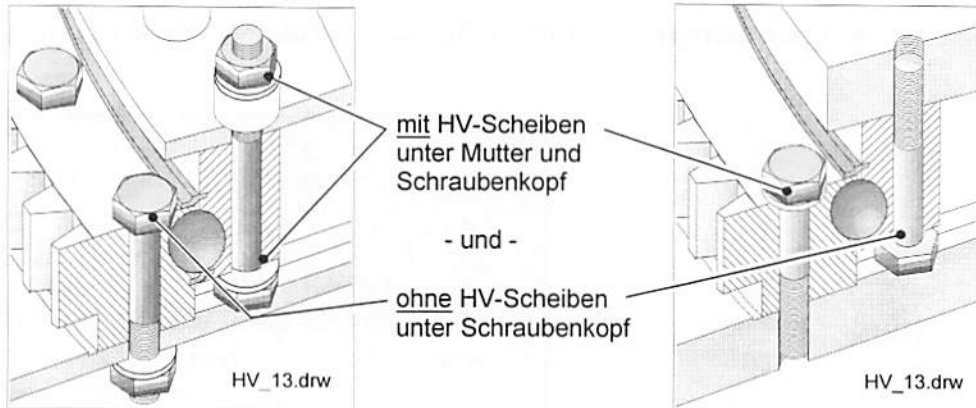 mit HV-Scheiben
unter Mutter und
Schraubenkopf
- und -
ohne HV-Scheiben
unter Schraubenkopf
HV_13.drw
HV_13.drw